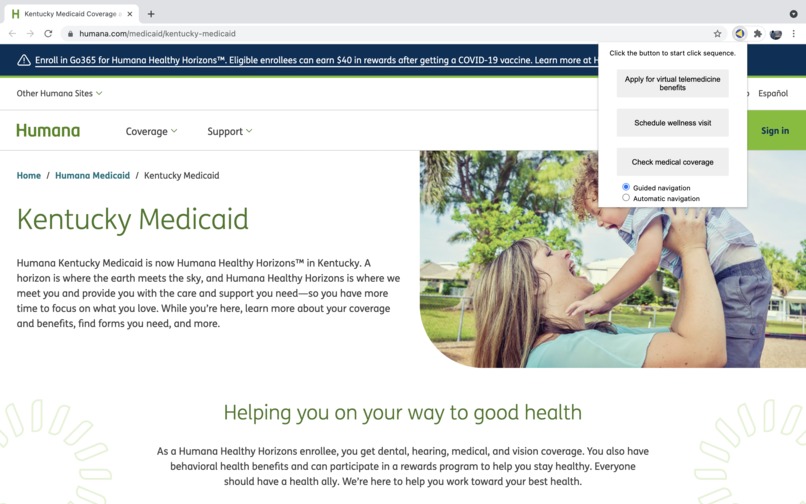 Kentucky Medicaid Coverage a
humana.com/medicaid/kentucky-medicaid
Enroll in Go365 for Humana Healthy Horizons™. Eligible enrollees can earn $40 in rewards after getting a COVID-19 vaccine. Learn more at H
Click the button to start click sequence.
Apply for virtual telemedicine
benefits
Schedule wellness visit
Check medical coverage
Guided navigation
Automatic navigation
Other Humana Sites
Español
Humana
Coverage
Support
Sign in
Home / Humana Medicaid / Kentucky Medicaid
Kentucky Medicaid
Humana Kentucky Medicaid is now Humana Healthy Horizons™ in Kentucky. A
horizon is where the earth meets the sky, and Humana Healthy Horizons is where we
meet you and provide you with the care and support you need—so you have more
time to focus on what you love. While you're here, learn more about your coverage
and benefits, find forms you need, and more.
Helping you on your way to good health
As a Humana Healthy Horizons enrollee, you get dental, hearing, medical, and vision coverage. You also have
behavioral health benefits and can participate in a rewards program to help you stay healthy. Everyone
should have a health ally. We're here to help you work toward your best health.